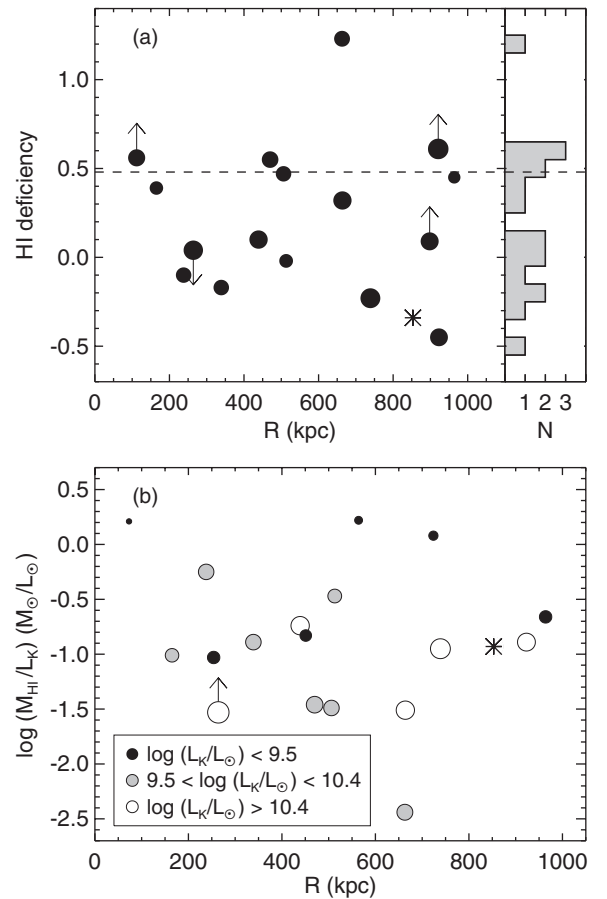 (a)
HI deficiency
1.0
0.5
0.0
-0.5
0 200 400 600 800 1000
1 2 3
R (kpc)
N
(b)
log (M_HI/L_K) (M_⊙/L_⊙)
0.5
0.0
-0.5
-1.0
-1.5
-2.0
-2.5
log (L_K/L_⊙) < 9.5
9.5 < log (L_K/L_⊙) < 10.4
log (L_K/L_⊙) > 10.4
0 200 400 600 800 1000
R (kpc)